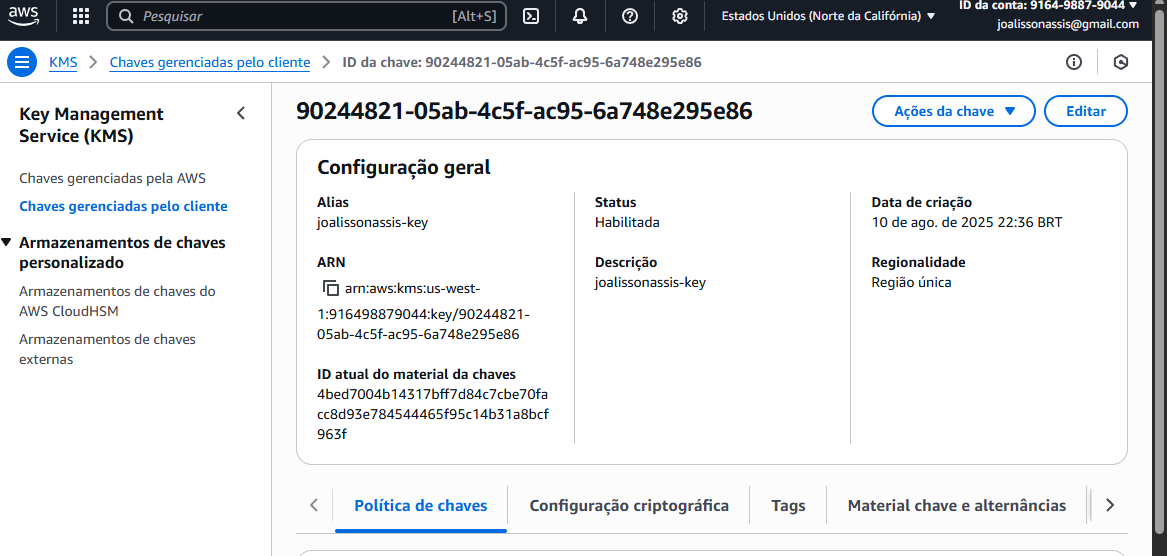 aws
Pesquisar
[Alt+S]
Estados Unidos (Norte da Califórnia)
ID da conta: 9164-9887-9044
joalissonassis@gmail.com
KMS
Chaves gerenciadas pelo cliente
ID da chave: 90244821-05ab-4c5f-ac95-6a748e295e86
Key Management
Service (KMS)
Chaves gerenciadas pela AWS
Chaves gerenciadas pelo cliente
Armazenamentos de chaves
personalizado
Armazenamentos de chaves do
AWS CloudHSM
Armazenamentos de chaves
externas
90244821-05ab-4c5f-ac95-6a748e295e86
Ações da chave
Editar
Configuração geral
Alias
joalissonassis-key
ARN
arn:aws:kms:us-west-
1:916498879044:key/90244821-
05ab-4c5f-ac95-6a748e295e86
ID atual do material da chaves
4bed7004b14317bff7d84c7cbe70fa
cc8d93e784544465f95c14b31a8bcf
963f
Status
Habilitada
Descrição
joalissonassis-key
Data de criação
10 de ago. de 2025 22:36 BRT
Regionalidade
Região única
Política de chaves
Configuração criptográfica
Tags
Material chave e alternâncias